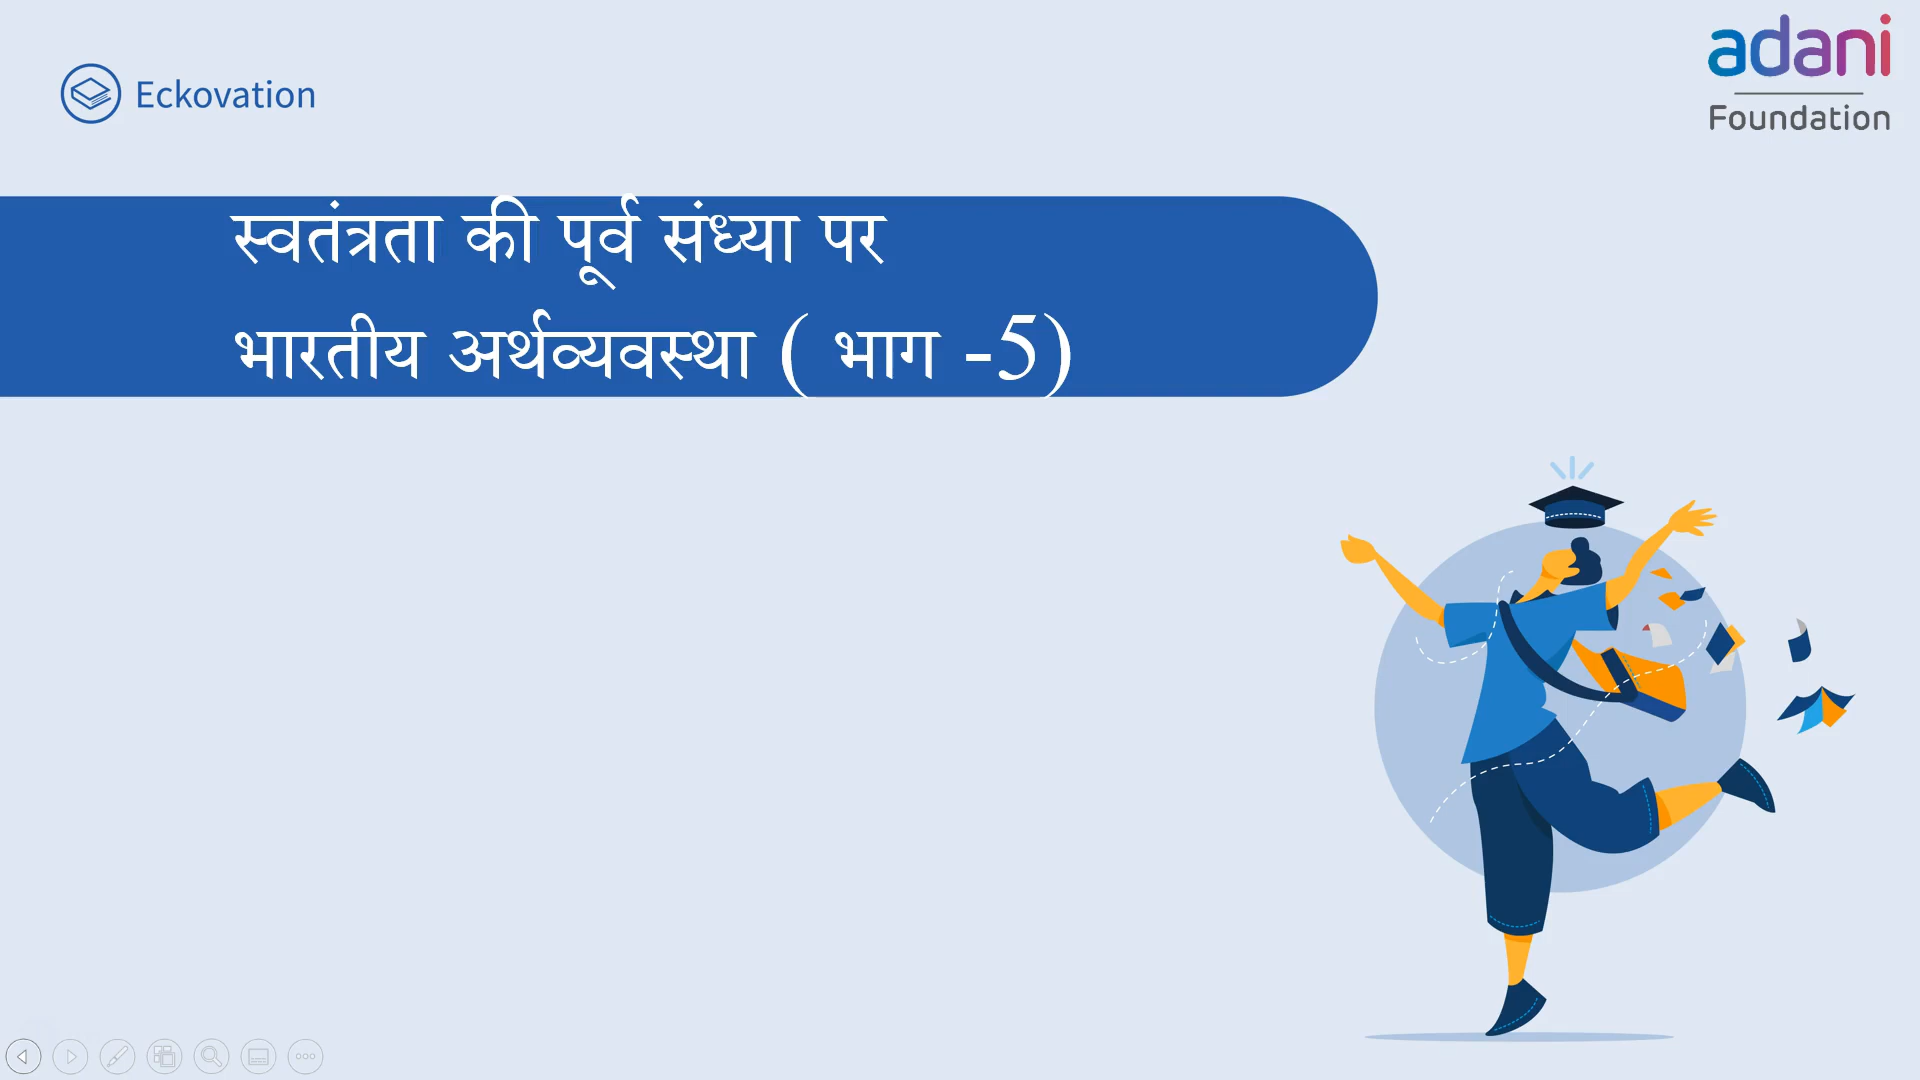 adani
Foundation
Eckovation
स्वतंत्रता की पूर्व संध्या पर
भारतीय अर्थव्यवस्था ( भाग -5)